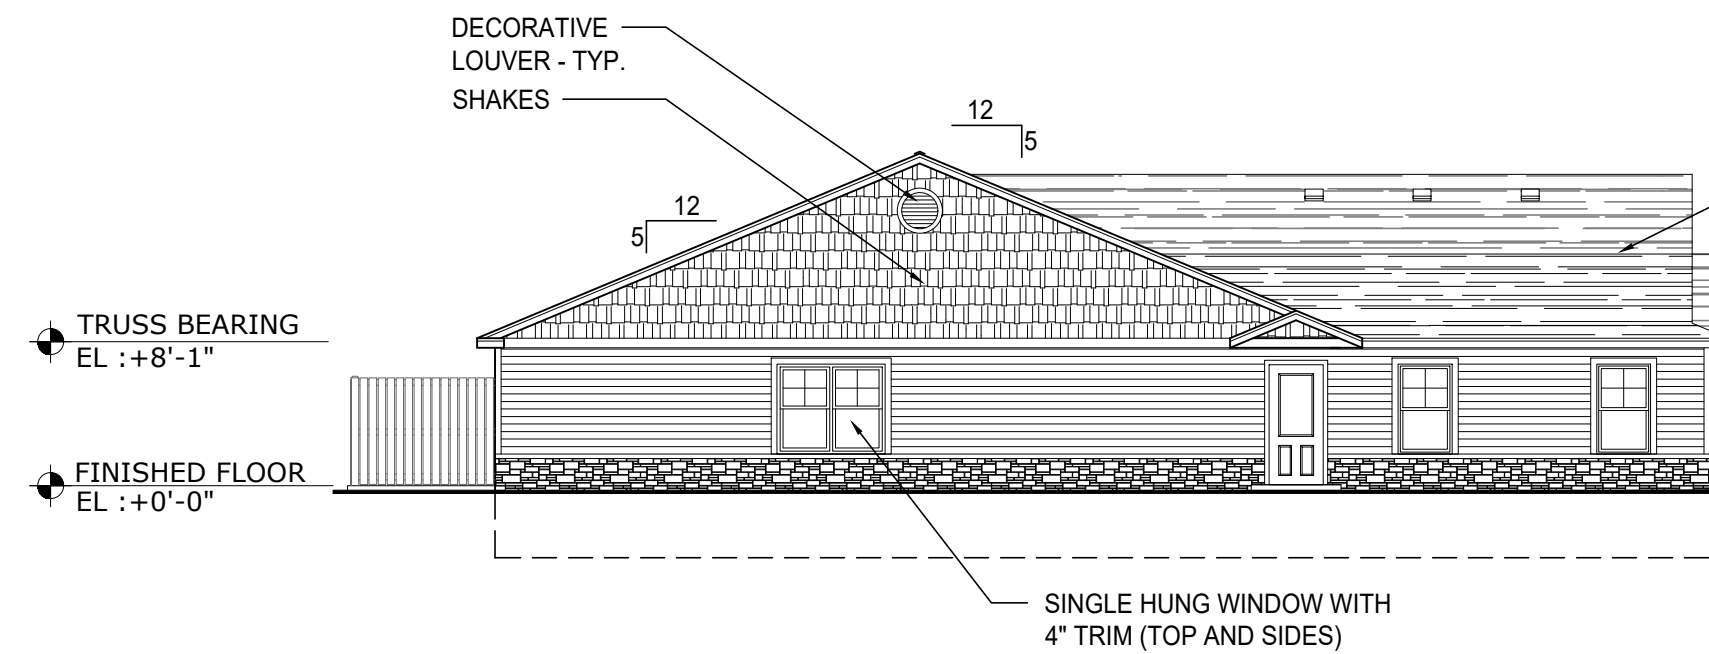 DECORATIVE
LOUVER - TYP.
SHAKES
12
5
12
5
TRUSS BEARING
EL :+8'-1"
FINISHED FLOOR
EL :+0'-0"
SINGLE HUNG WINDOW WITH
4" TRIM (TOP AND SIDES)